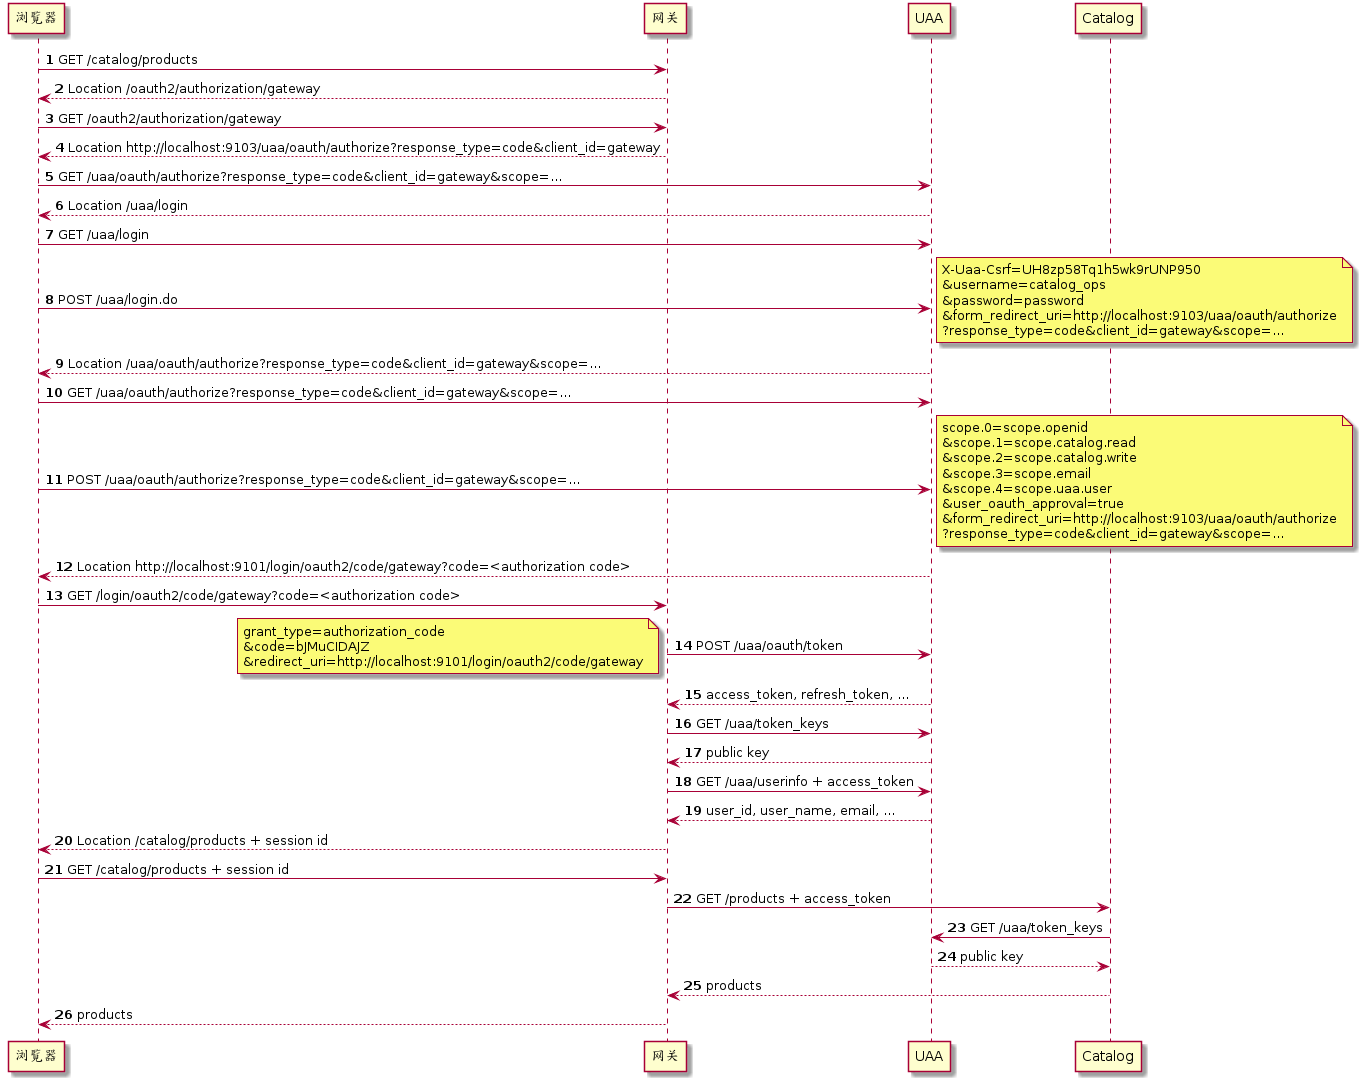 浏览器
网关
UAA
Catalog
1 GET /catalog/products
2 Location /oauth2/authorization/gateway
3 GET /oauth2/authorization/gateway
4 Location http://localhost:9103/uaa/oauth/authorize?response_type=code&client_id=gateway
5 GET /uaa/oauth/authorize?response_type=code&client_id=gateway&scope=...
6 Location /uaa/login
7 GET /uaa/login
X-Uaa-Csrf=UH8zp58Tq1h5wk9rUNP950
&username=catalog_ops
&password=password
&form_redirect_uri=http://localhost:9103/uaa/oauth/authorize
?response_type=code&client_id=gateway&scope=...
8 POST /uaa/login.do
9 Location /uaa/oauth/authorize?response_type=code&client_id=gateway&scope=...
10 GET /uaa/oauth/authorize?response_type=code&client_id=gateway&scope=...
scope.0=scope.openid
&scope.1=scope.catalog.read
&scope.2=scope.catalog.write
&scope.3=scope.email
&scope.4=scope.uaa.user
&user_oauth_approval=true
&form_redirect_uri=http://localhost:9103/uaa/oauth/authorize
?response_type=code&client_id=gateway&scope=...
11 POST /uaa/oauth/authorize?response_type=code&client_id=gateway&scope=...
12 Location http://localhost:9101/login/oauth2/code/gateway?code=<authorization code>
13 GET /login/oauth2/code/gateway?code=<authorization code>
grant_type=authorization_code
&code=bJMuCIDAJZ
&redirect_uri=http://localhost:9101/login/oauth2/code/gateway
14 POST /uaa/oauth/token
15 access_token, refresh_token, ...
16 GET /uaa/token_keys
17 public key
18 GET /uaa/userinfo + access_token
19 user_id, user_name, email, ...
20 Location /catalog/products + session id
21 GET /catalog/products + session id
22 GET /products + access_token
23 GET /uaa/token_keys
24 public key
25 products
26 products
浏览器
网关
UAA
Catalog